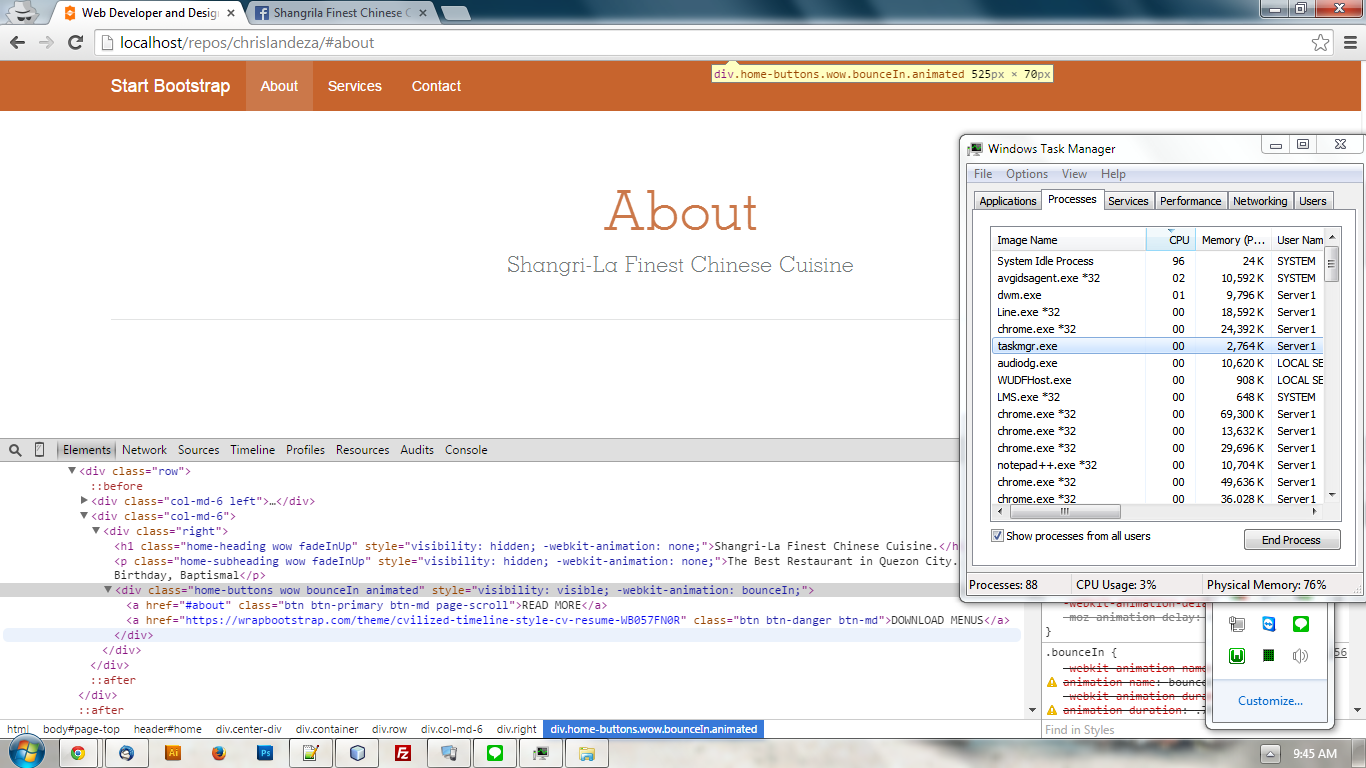 Web Developer and Desig
Shangrila Finest Chinese C
localhost/repos/chrislandeza/#about
div.home-buttons.wow.bounceIn.animated 525px × 70px
Start Bootstrap About Services Contact
About
Shangri-La Finest Chinese Cuisine
Windows Task Manager
File Options View Help
Applications Processes Services Performance Networking Users
Image Name CPU Memory (P... User Nam
System Idle Process 96 24 K SYSTEM
avgidsagent.exe *32 02 10,592 K SYSTEM
dwm.exe 01 9,796 K Server1
Line.exe *32 00 18,592 K Server1
chrome.exe *32 00 24,392 K Server1
taskmgr.exe 00 2,764 K Server1
audiodg.exe 00 10,620 K LOCAL SE
WUDFHost.exe 00 908 K LOCAL SE
LMS.exe *32 00 648 K SYSTEM
chrome.exe *32 00 69,300 K Server1
chrome.exe *32 00 13,632 K Server1
chrome.exe *32 00 29,696 K Server1
notepad++.exe *32 00 10,704 K Server1
chrome.exe *32 00 49,636 K Server1
chrome.exe *32 00 36,028 K Server1
Show processes from all users
End Process
Processes: 88 CPU Usage: 3% Physical Memory: 76%
Elements Network Sources Timeline Profiles Resources Audits Console
<div class="row">
::before
<div class="col-md-6 left">…</div>
<div class="col-md-6">
<div class="right">
<h1 class="home-heading wow fadeInUp" style="visibility: hidden; -webkit-animation: none;">Shangri-La Finest Chinese Cuisine.</h
<p class="home-subheading wow fadeInUp" style="visibility: hidden; -webkit-animation: none;">The Best Restaurant in Quezon City.
Birthday, Baptismal</p>
<div class="home-buttons wow bounceIn animated" style="visibility: visible; -webkit-animation: bounceIn;">
<a href="#about" class="btn btn-primary btn-md page-scroll">READ MORE</a>
<a href="https://wrapbootstrap.com/theme/cvilized-timeline-style-cv-resume-WB057FN0R" class="btn btn-danger btn-md">DOWNLOAD MENUS</a>
</div>
</div>
</div>
::after
</div>
::after
-webkit-animation-dela
-moz-animation-delay:
}
.bounceIn { 56
-webkit-animation-nam
animation-name: bounce
-webkit-animation-dura
animation-duration: .
Find in Styles
Customize...
html body#page-top header#home div.center-div div.container div.row div.col-md-6 div.right div.home-buttons.wow.bounceIn.animated
9:45 AM